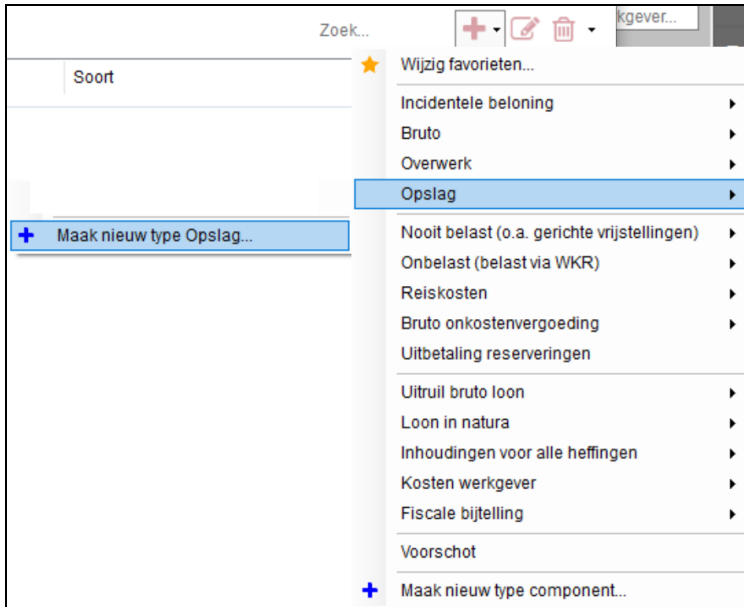 Zoek...
kgever...
Soort
Wijzig favorieten...
Incidentele beloning
Bruto
Overwerk
Opslag
Maak nieuw type Opslag...
Nooit belast (o.a. gerichte vrijstellingen)
Onbelast (belast via WKR)
Reiskosten
Bruto onkostenvergoeding
Uitbetaling reserveringen
Uitruil bruto loon
Loon in natura
Inhoudingen voor alle heffingen
Kosten werkgever
Fiscale bijtelling
Voorschot
Maak nieuw type component...